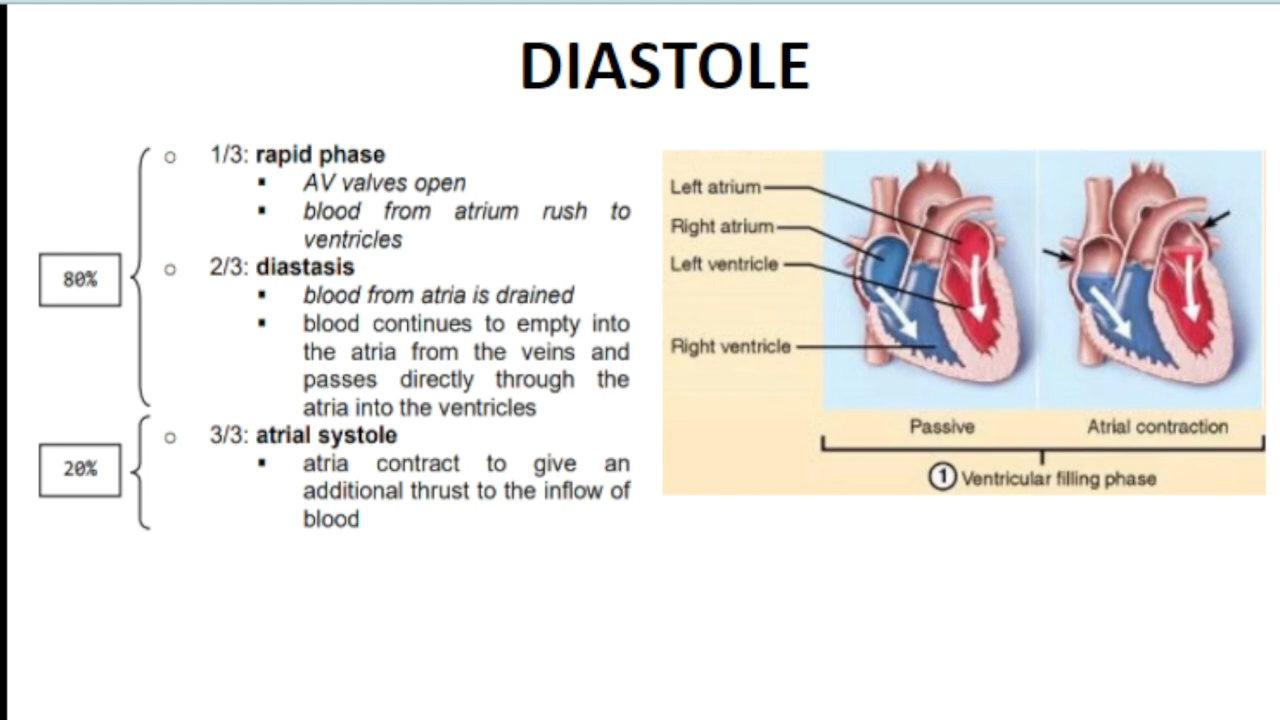 DIASTOLE
80%
○ 1/3: rapid phase
▪ AV valves open
▪ blood from atrium rush to
ventricles
○ 2/3: diastasis
▪ blood from atria is drained
▪ blood continues to empty into
the atria from the veins and
passes directly through the
atria into the ventricles
20%
○ 3/3: atrial systole
▪ atria contract to give an
additional thrust to the inflow of
blood
Left atrium
Right atrium
Left ventricle
Right ventricle
Passive
Atrial contraction
1 Ventricular filling phase